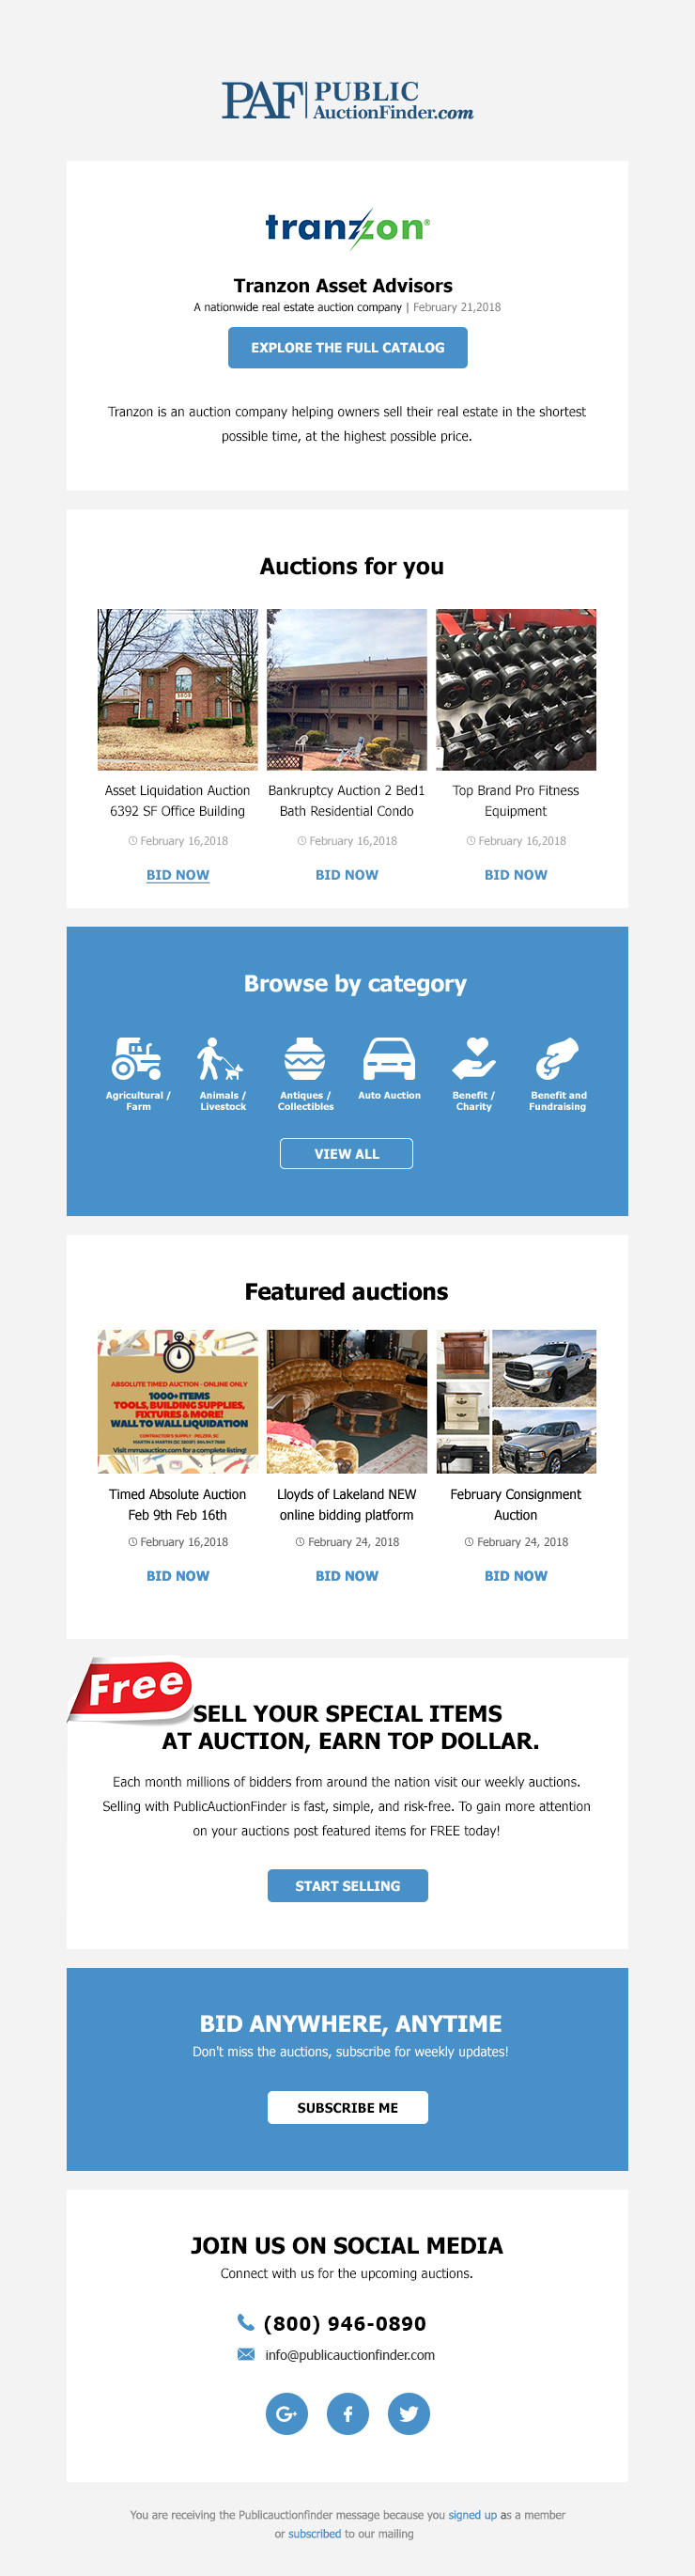 PAF PUBLIC
AuctionFinder.com
tranzon®
Tranzon Asset Advisors
A nationwide real estate auction company | February 21,2018
EXPLORE THE FULL CATALOG
Tranzon is an auction company helping owners sell their real estate in the shortest
possible time, at the highest possible price.
Auctions for you
Asset Liquidation Auction
6392 SF Office Building
February 16,2018
BID NOW
Bankruptcy Auction 2 Bed1
Bath Residential Condo
February 16,2018
BID NOW
Top Brand Pro Fitness
Equipment
February 16,2018
BID NOW
Browse by category
Agricultural /
Farm
Animals /
Livestock
Antiques /
Collectibles
Auto Auction
Benefit /
Charity
Benefit and
Fundraising
VIEW ALL
Featured auctions
ABSOLUTE TIMED AUCTION - ONLINE ONLY
1000+ ITEMS
TOOLS, BUILDING SUPPLIES,
FIXTURES & MORE!
WALL TO WALL LIQUIDATION
CONTRACTOR'S SUPPLY - PELZER, SC
Visit mmaauction.com for a complete listing!
Timed Absolute Auction
Feb 9th Feb 16th
February 16,2018
BID NOW
Lloyds of Lakeland NEW
online bidding platform
February 24, 2018
BID NOW
February Consignment
Auction
February 24, 2018
BID NOW
Free
SELL YOUR SPECIAL ITEMS
AT AUCTION, EARN TOP DOLLAR.
Each month millions of bidders from around the nation visit our weekly auctions.
Selling with PublicAuctionFinder is fast, simple, and risk-free. To gain more attention
on your auctions post featured items for FREE today!
START SELLING
BID ANYWHERE, ANYTIME
Don't miss the auctions, subscribe for weekly updates!
SUBSCRIBE ME
JOIN US ON SOCIAL MEDIA
Connect with us for the upcoming auctions.
(800) 946-0890
info@publicauctionfinder.com
G+
f
You are receiving the Publicauctionfinder message because you signed up as a member
or subscribed to our mailing